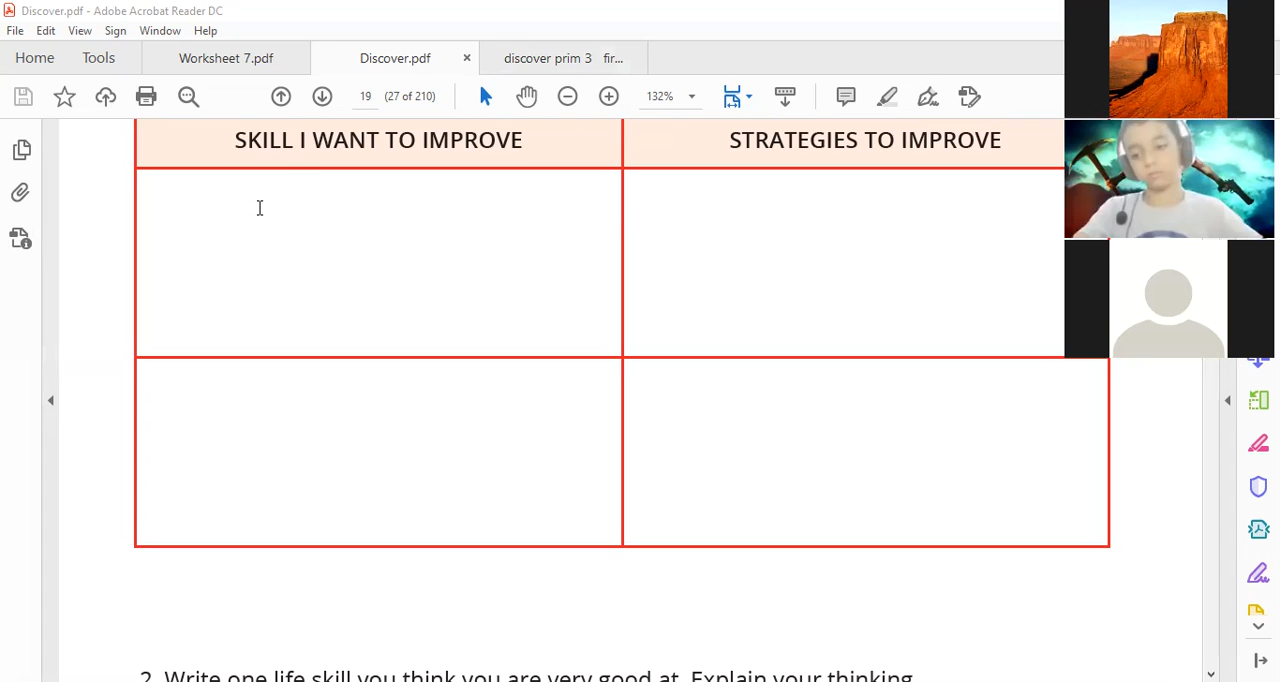 Discover.pdf - Adobe Acrobat Reader DC
File Edit View Sign Window Help
Home Tools Worksheet 7.pdf Discover.pdf × discover prim 3 fir...
19 (27 of 210) 132%
SKILL I WANT TO IMPROVE STRATEGIES TO IMPROVE
2. Write one life skill you think you are very good at. Explain your thinking.